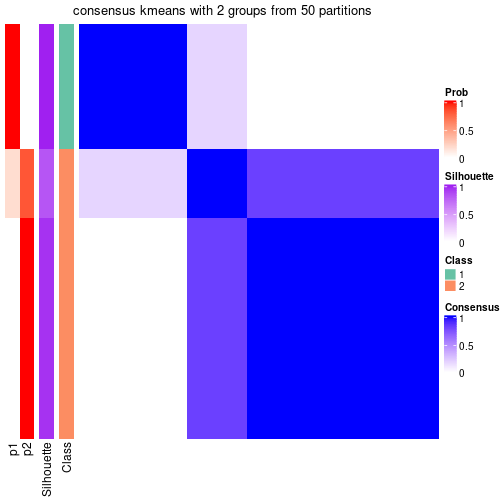 consensus kmeans with 2 groups from 50 partitions
Prob
1
0.5
0
Silhouette
1
0.5
0
Class
1
2
Consensus
1
0.5
0
p1
p2
Silhouette
Class